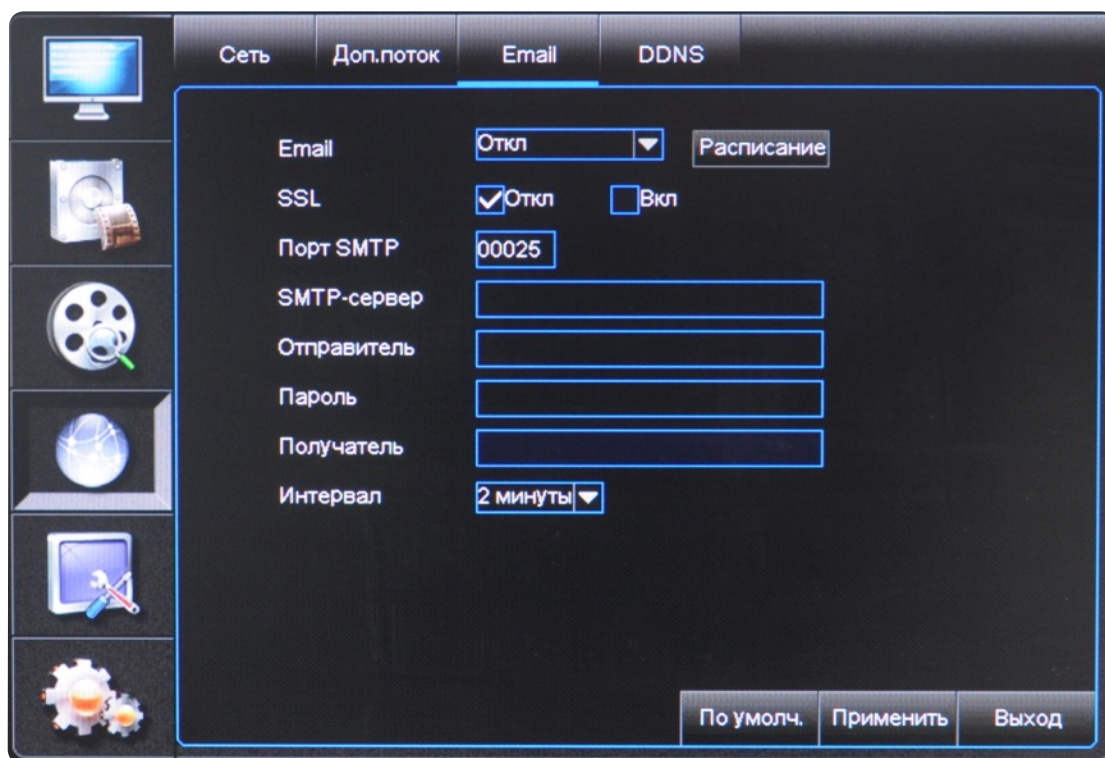 Сеть Доп.поток Email DDNS
Email Откл Расписание
SSL Откл Вкл
Порт SMTP 00025
SMTP-сервер
Отправитель
Пароль
Получатель
Интервал 2 минуты
По умолч. Применить Выход